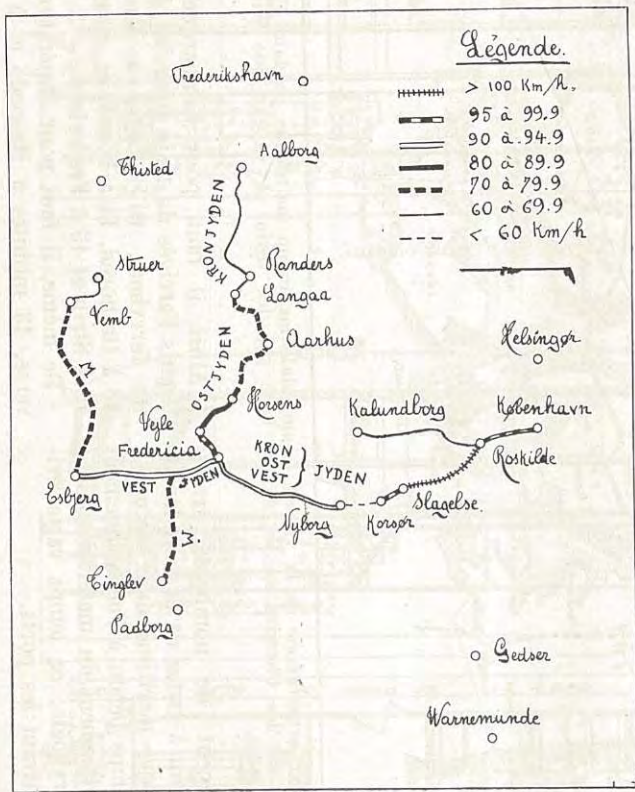 Légende.
> 100 Km/h.
95 à 99.9
90 à 94.9
80 à 89.9
70 à 79.9
60 à 69.9
< 60 Km/h
Frederikshavn
Thisted
Aalborg
KRONJYDEN
Struer
Randers
Langaa
Vemb
Aarhus
Helsingør
M.
OSTJYDEN
Horsens
Kalundborg
København
Vejle
Fredericia
KRON
OST
VEST
JYDEN
Roskilde
Esbjerg
VEST JYDEN
Nyborg
Korsør
Slagelse.
M.
Tinglev
Padborg
Gedser
Warnemunde